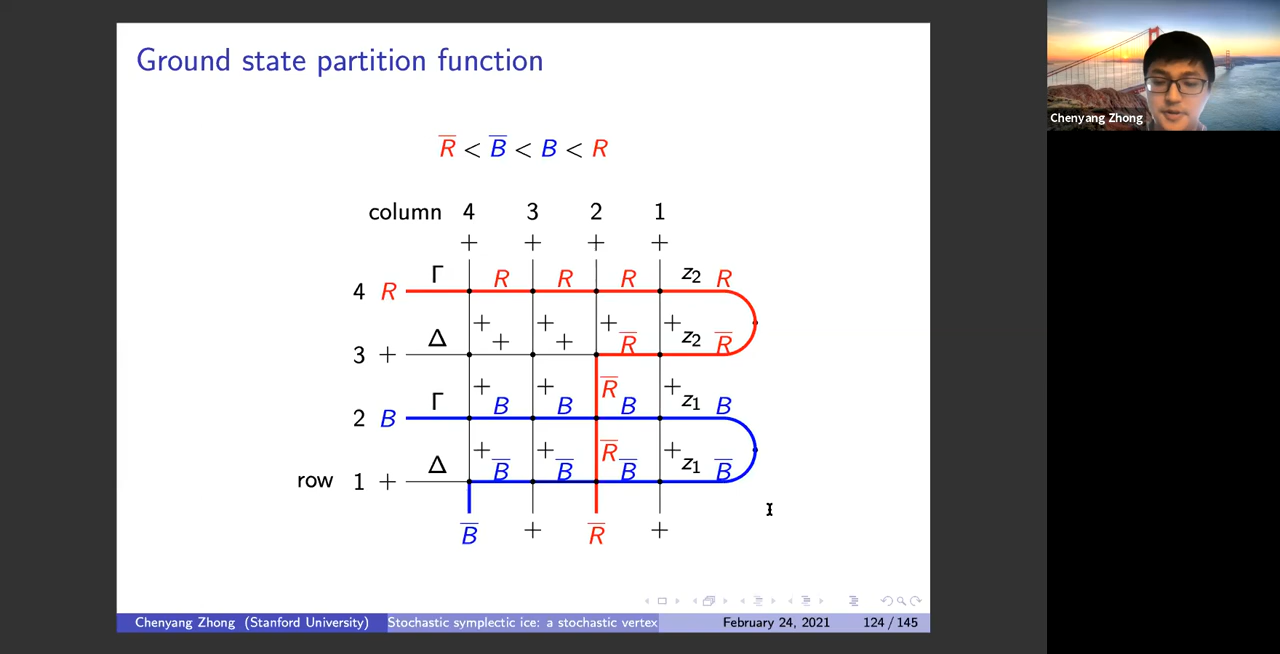 Ground state partition function
R̅ < B̅ < B < R
column 4 3 2 1
+ + + +
Γ R R R z₂ R
4 R
+ + + +
Δ + + R̅ z₂ R̅
3 +
+ + R̅ +
Γ B B B z₁ B
2 B
+ + R̅ +
Δ B̅ B̅ B̅ z₁ B̅
row 1 +
B̅ + R̅ +
Chenyang Zhong (Stanford University) Stochastic symplectic ice: a stochastic vertex February 24, 2021 124 / 145
Chenyang Zhong